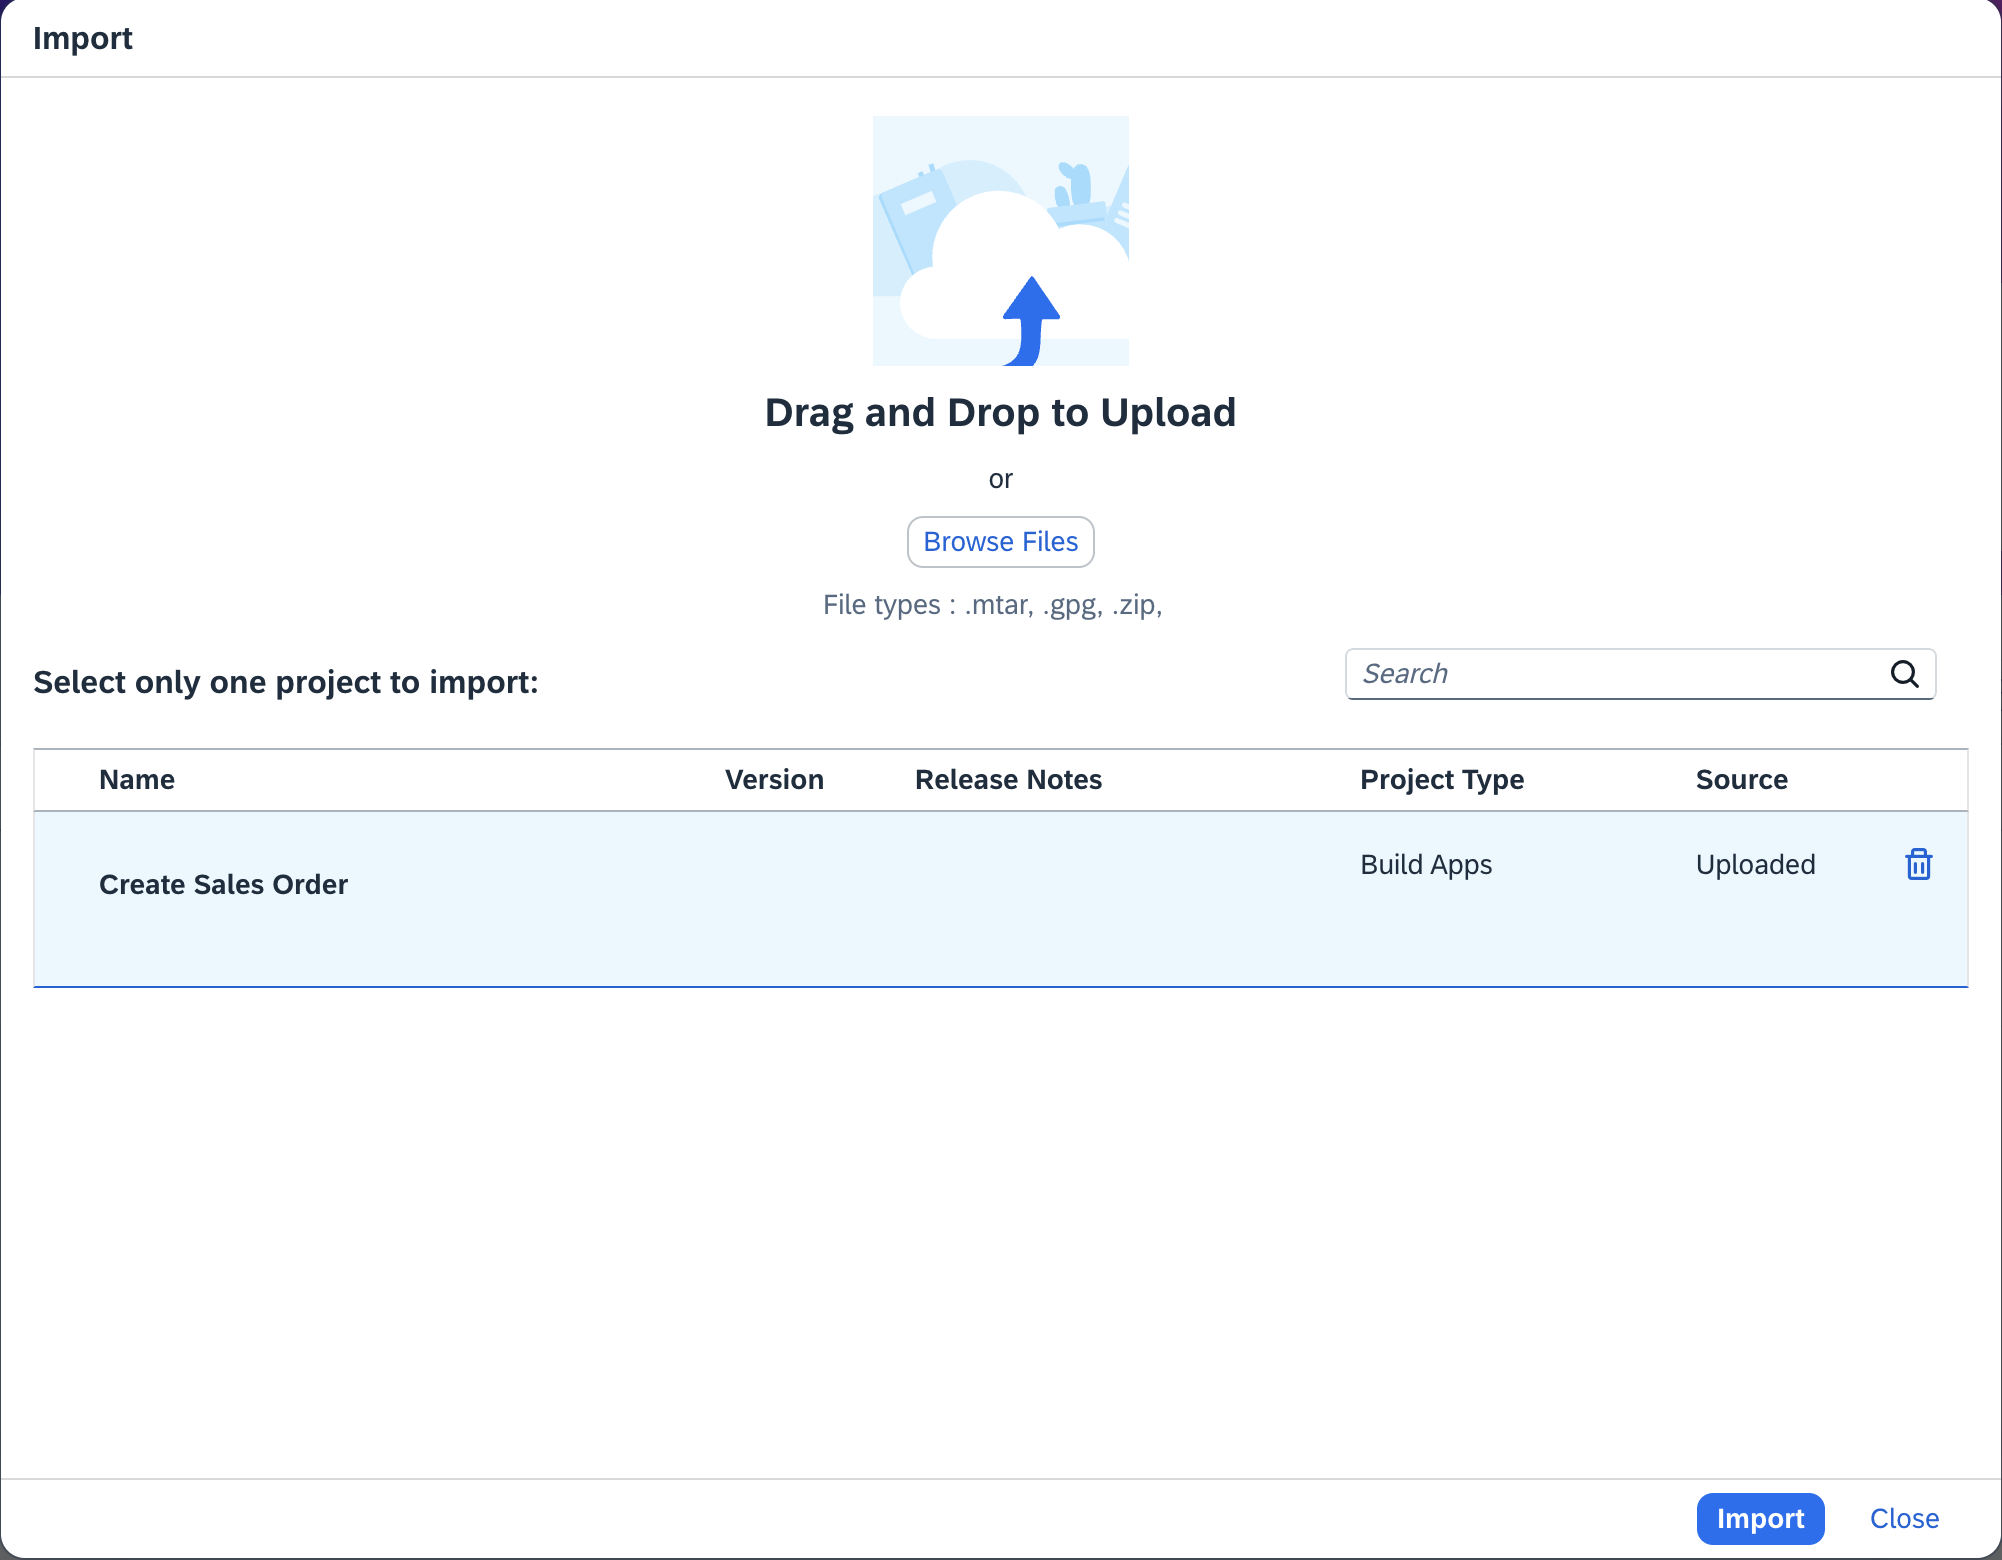 Import
Drag and Drop to Upload
or
Browse Files
File types : .mtar, .gpg, .zip,
Select only one project to import:
Search
Name Version Release Notes Project Type Source
Create Sales Order Build Apps Uploaded
Import Close